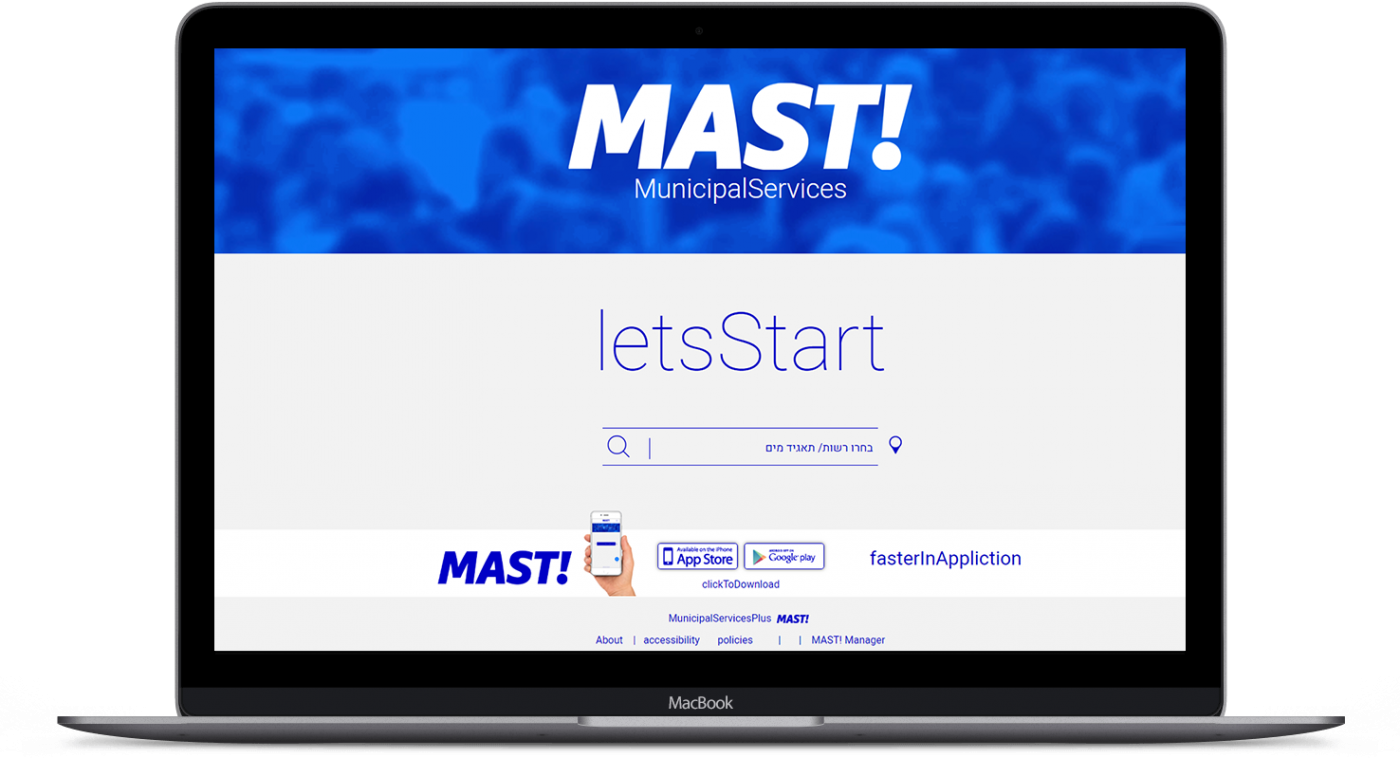 MAST!
MunicipalServices
letsStart
בחרו רשות/ תאגיד מים
MAST!
Available on the iPhone
App Store
Google play
fasterInAppliction
clickToDownload
MunicipalServicesPlus MAST!
About | accessibility policies | | MAST! Manager
MacBook